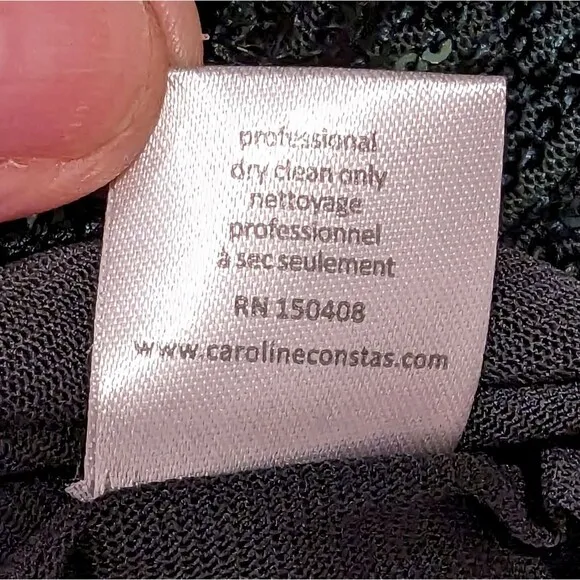 professional
dry clean only
nettoyage
professionnel
à sec seulement
RN 150408
www.carolineconstas.com